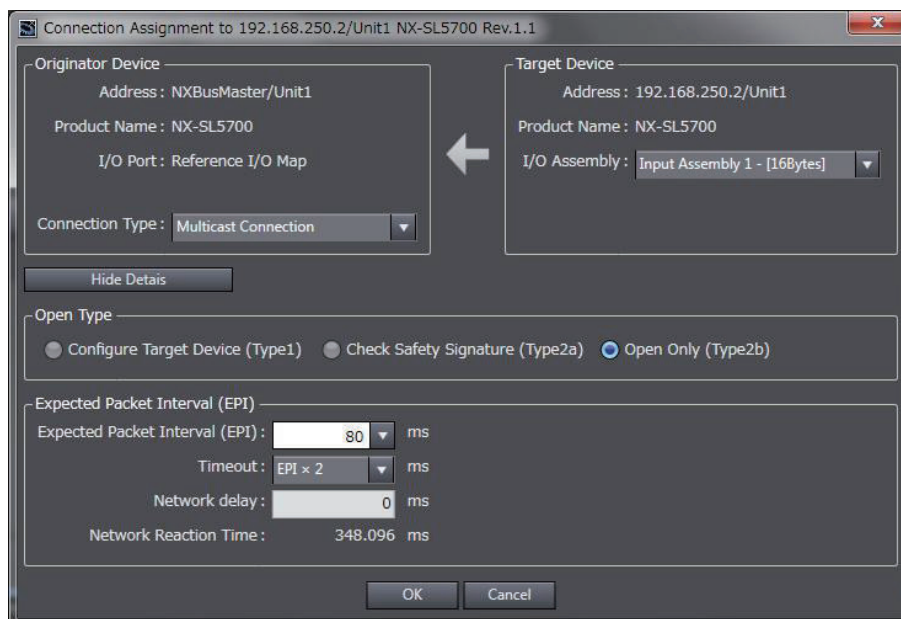 Connection Assignment to 192.168.250.2/Unit1 NX-SL5700 Rev.1.1
Originator Device
Address : NXBusMaster/Unit1
Product Name : NX-SL5700
I/O Port : Reference I/O Map
Connection Type : Multicast Connection
Target Device
Address : 192.168.250.2/Unit1
Product Name : NX-SL5700
I/O Assembly : Input Assembly 1 - [16Bytes]
Hide Detais
Open Type
Configure Target Device (Type1) Check Safety Signature (Type2a) Open Only (Type2b)
Expected Packet Interval (EPI)
Expected Packet Interval (EPI) : 80 ms
Timeout : EPI × 2 ms
Network delay : 0 ms
Network Reaction Time : 348.096 ms
OK Cancel